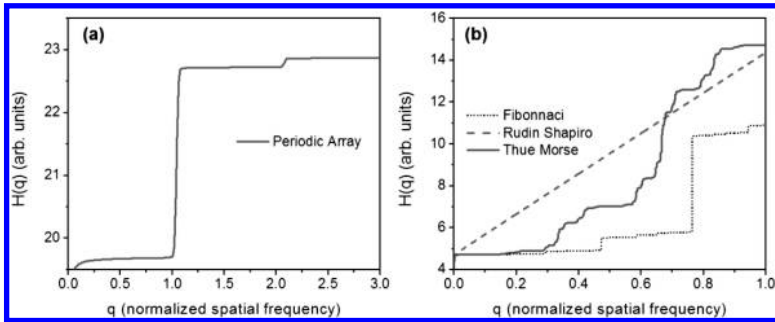 (a)
H(q) (arb. units)
23
22
21
20
Periodic Array
0.0 0.5 1.0 1.5 2.0 2.5 3.0
q (normalized spatial frequency)
(b)
H(q) (arb. units)
16
14
12
10
8
6
4
Fibonnaci
Rudin Shapiro
Thue Morse
0.0 0.2 0.4 0.6 0.8 1.0
q (normalized spatial frequency)